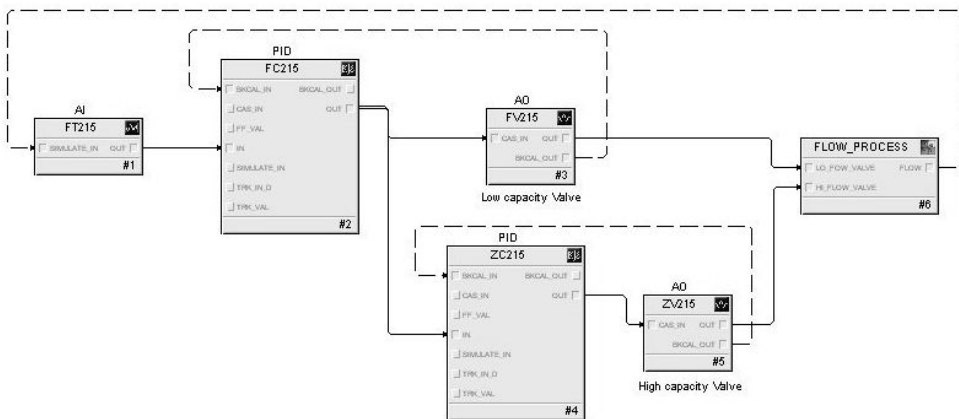 PID
FC215
BKCAL_IN BKCAL_OUT
CAS_IN OUT
FF_VAL
IN
SIMULATE_IN
TRK_IN_D
TRK_VAL
#2
AI
FT215
SIMULATE_IN OUT
#1
AO
FV215
CAS_IN OUT
BKCAL_OUT
#3
Low capacity Valve
FLOW_PROCESS
LO_FOW_VALVE FLOW
HI_FLOW_VALVE
#6
PID
ZC215
BKCAL_IN BKCAL_OUT
CAS_IN OUT
FF_VAL
IN
SIMULATE_IN
TRK_IN_D
TRK_VAL
#4
AO
ZV215
CAS_IN OUT
BKCAL_OUT
#5
High capacity Valve